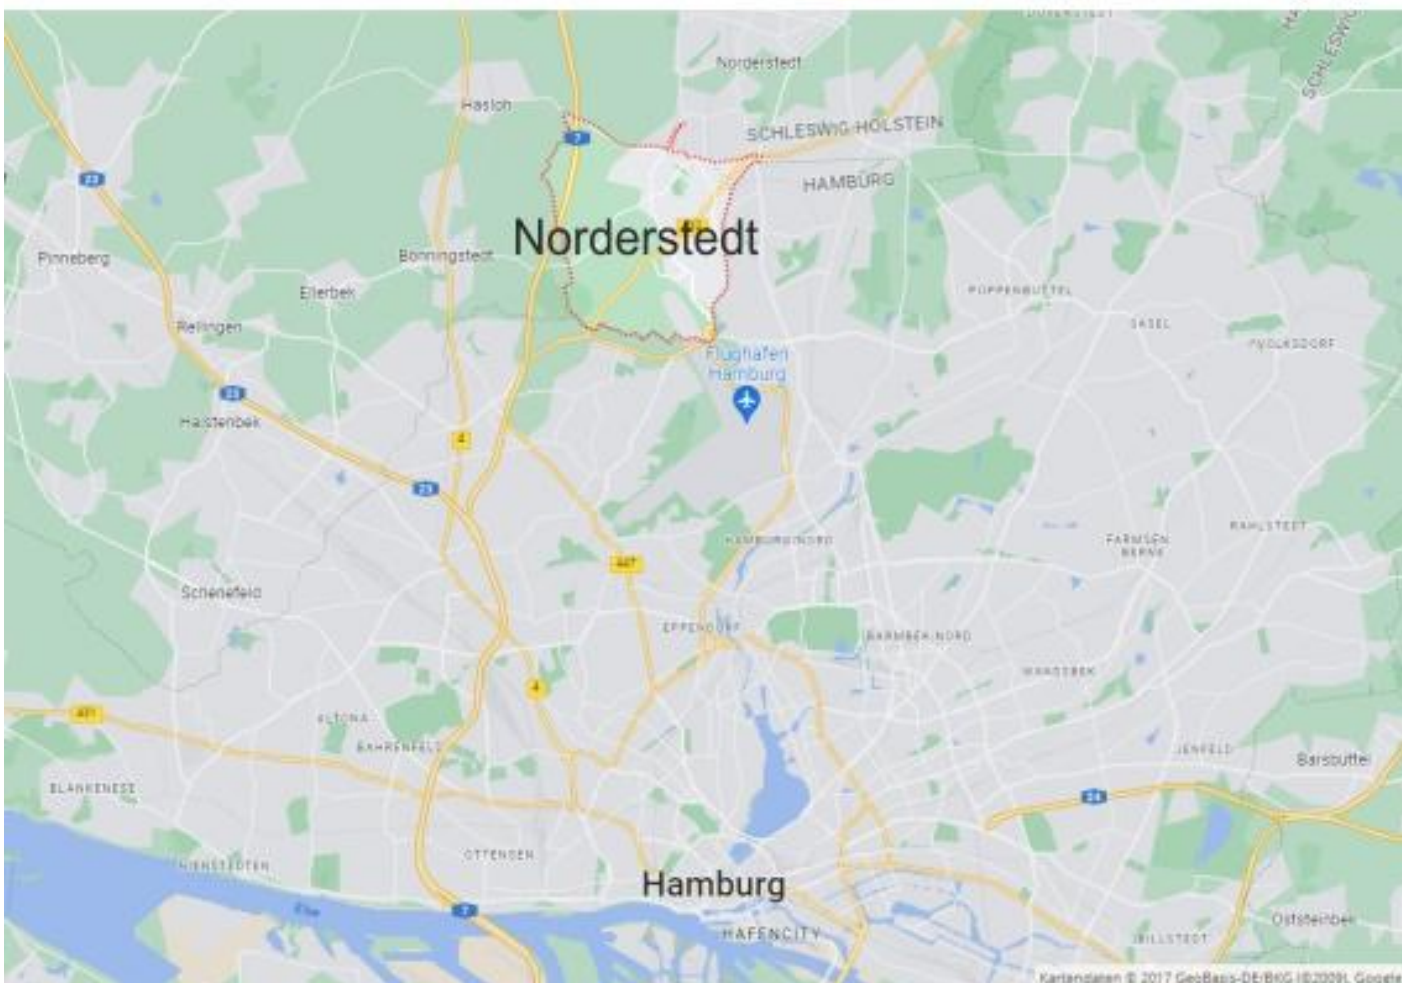 Norderstedt
SCHLESWIG-HOLSTEIN
SCHLESWIG
Hasloh
7
HAMBURG
23
Norderstedt
Pinneberg
Bönningstedt
Ellerbek
POPPENBÜTTEL
SASEL
VOLKSDORF
Rellingen
Flughafen
Hamburg
23
Halstenbek
4
23
RAHLSTEDT
HAMBURG-NORD
FARMSEN
BERNE
447
Schenefeld
EPPENDORF
BARMBEK-NORD
WANDSBEK
4
431
ALTONA
BAHRENFELD
JENFELD
Barsbüttel
BLANKENESE
24
OTTENSEN
NIENSTEDTEN
Hamburg
7
Elbe
HAFENCITY
Oststeinbek
BILLSTEDT
Kartendaten © 2017 GeoBasis-DE/BKG (©2009), Google